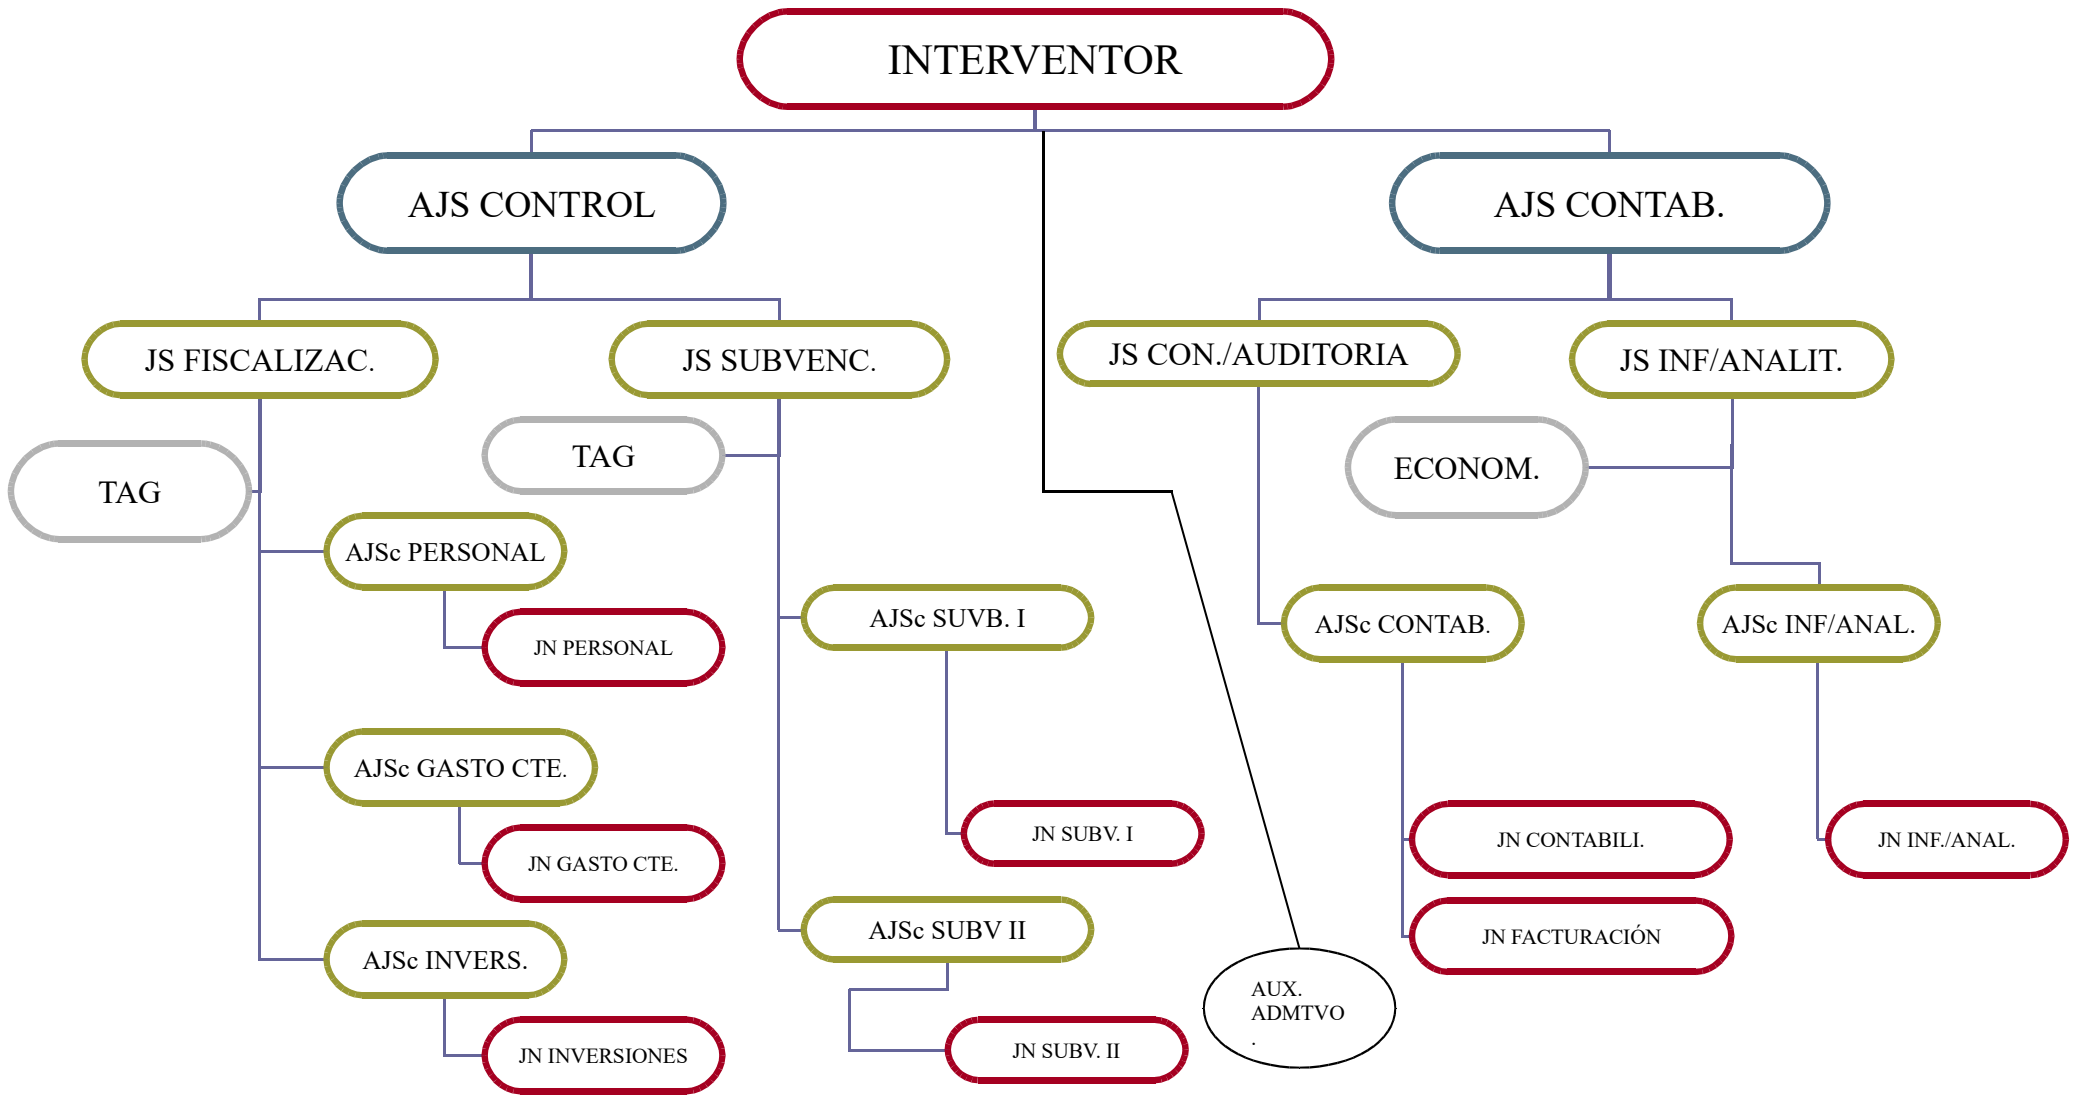 INTERVENTOR
AJS CONTROL
AJS CONTAB.
JS FISCALIZAC.
JS SUBVENC.
JS CON./AUDITORIA
JS INF/ANALIT.
TAG
TAG
ECONOM.
AJSc PERSONAL
JN PERSONAL
AJSc SUVB. I
AJSc CONTAB.
AJSc INF/ANAL.
AJSc GASTO CTE.
JN GASTO CTE.
JN SUBV. I
JN CONTABILI.
JN INF./ANAL.
AJSc INVERS.
AJSc SUBV II
JN FACTURACIÓN
JN INVERSIONES
JN SUBV. II
AUX.
ADMTVO
.